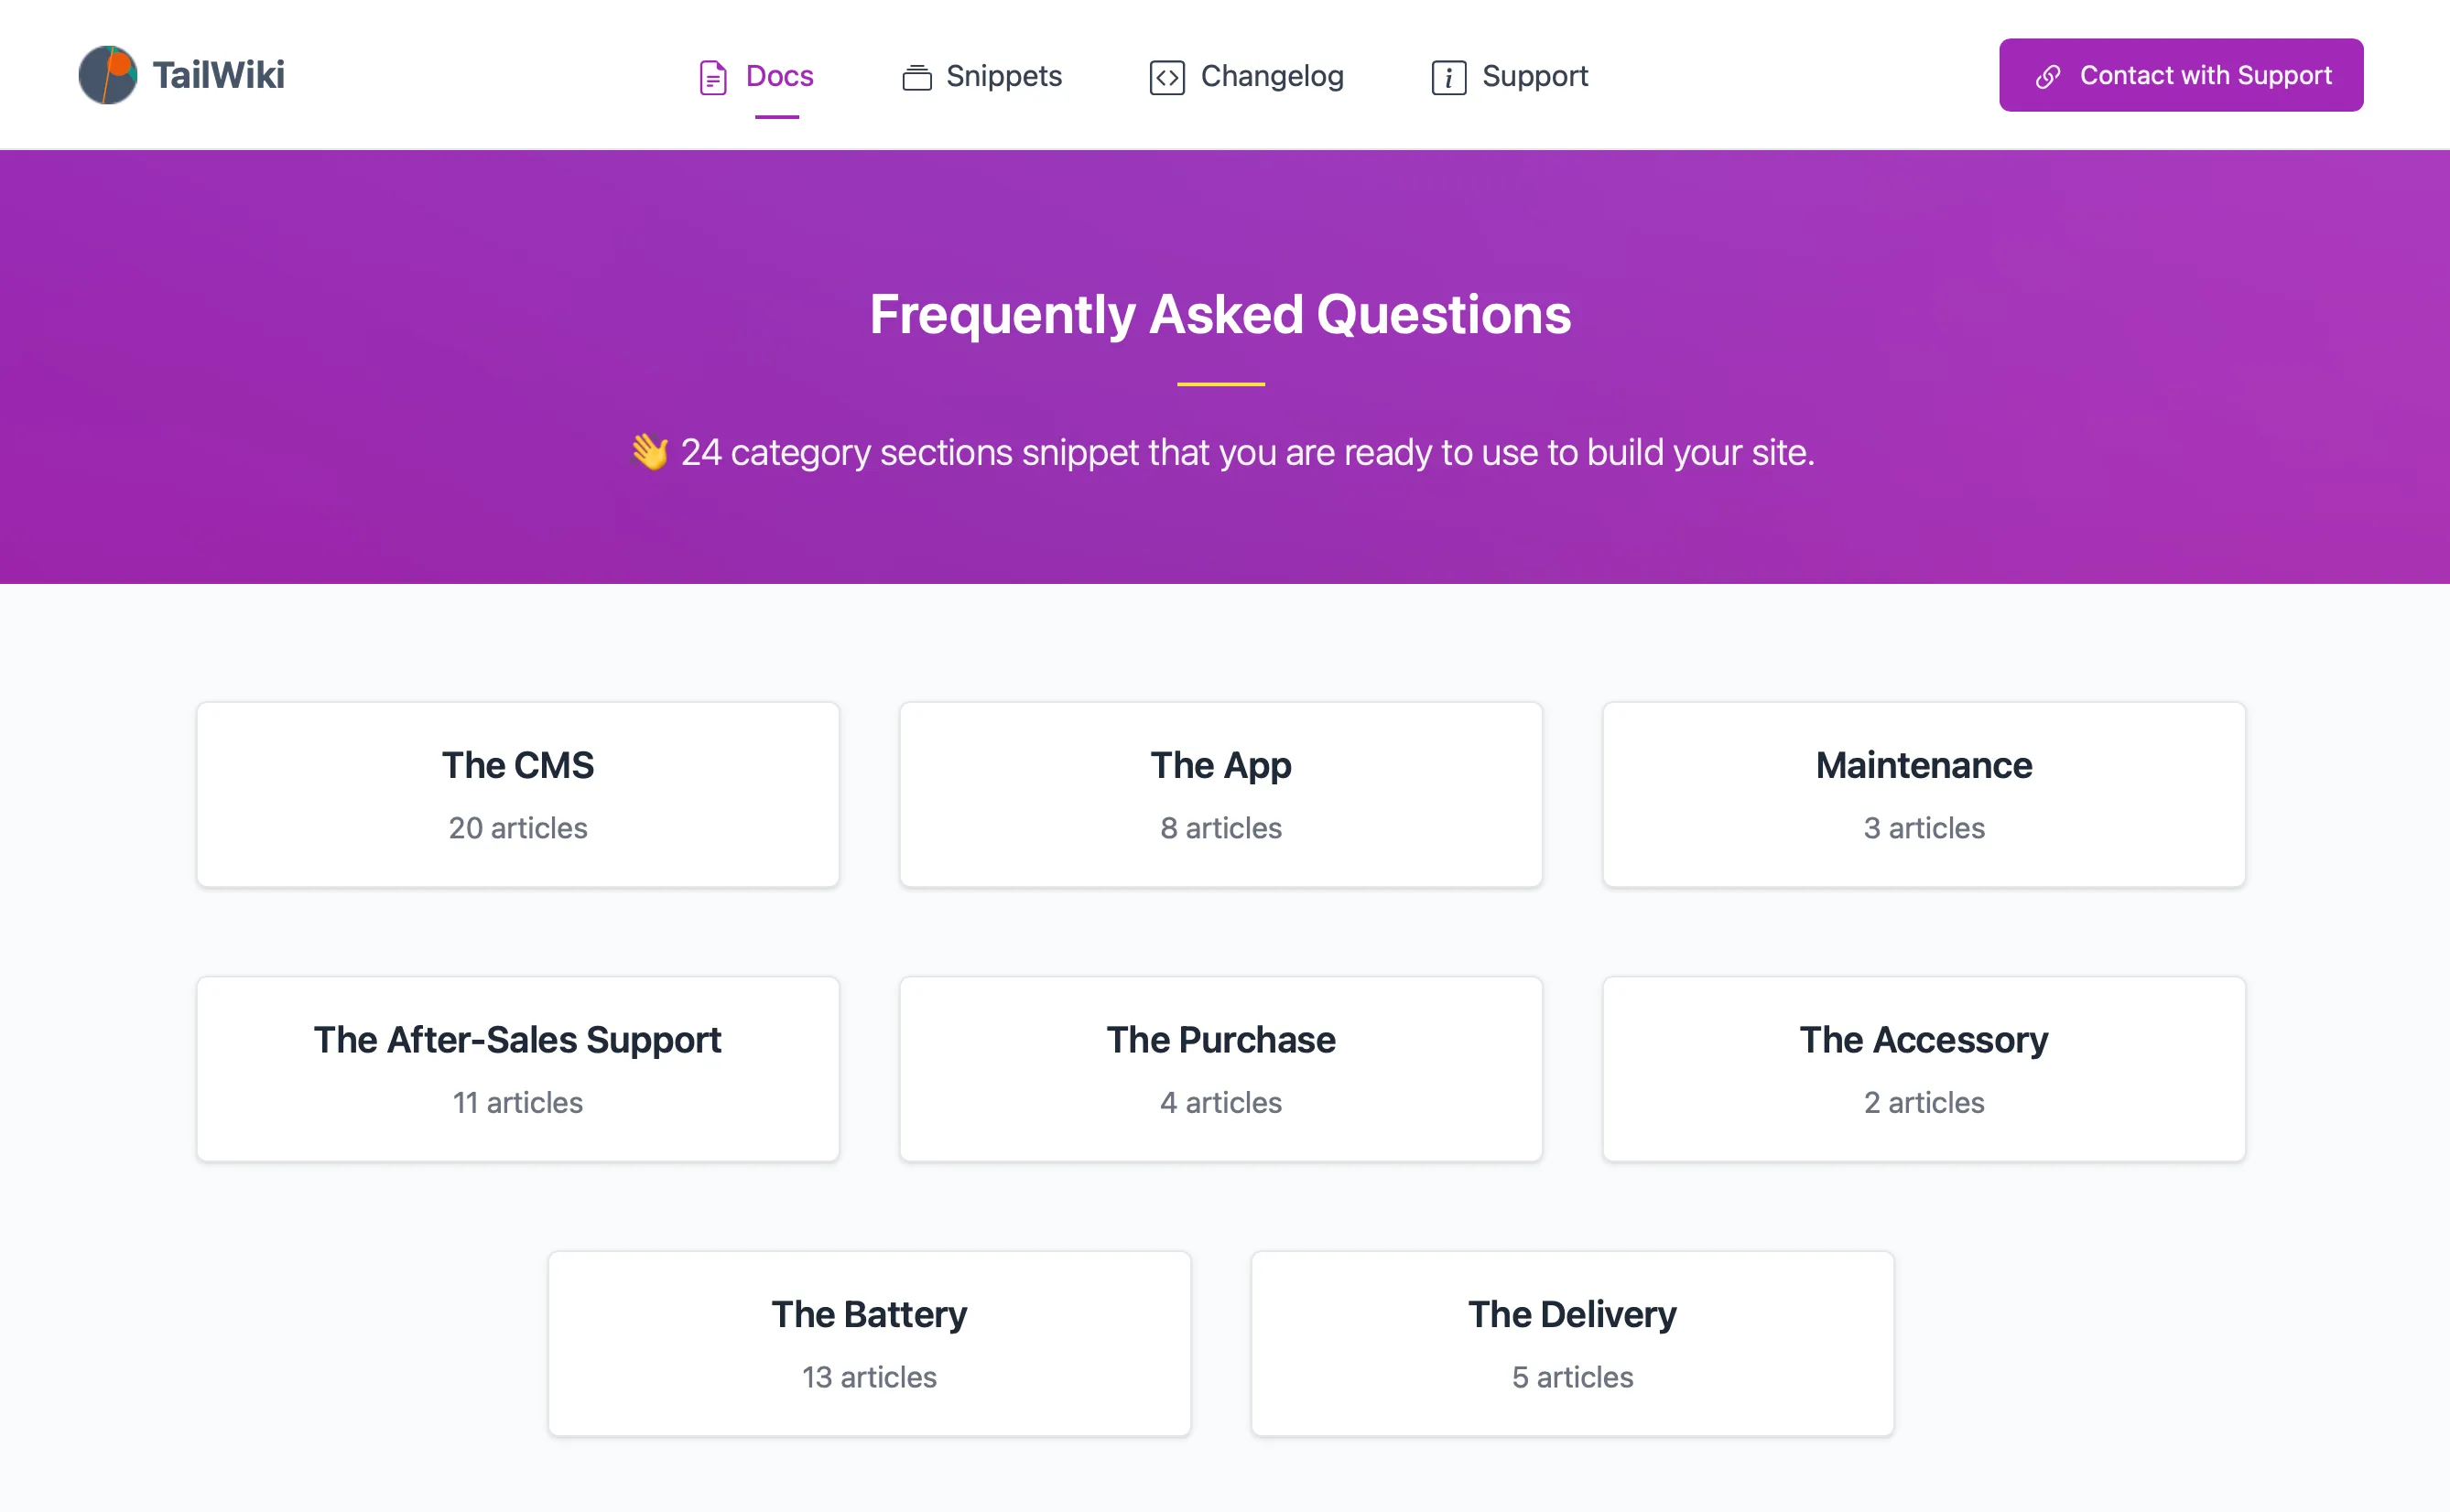 TailWiki
Docs
Snippets
Changelog
Support
Contact with Support
Frequently Asked Questions
👋 24 category sections snippet that you are ready to use to build your site.
The CMS
20 articles
The App
8 articles
Maintenance
3 articles
The After-Sales Support
11 articles
The Purchase
4 articles
The Accessory
2 articles
The Battery
13 articles
The Delivery
5 articles